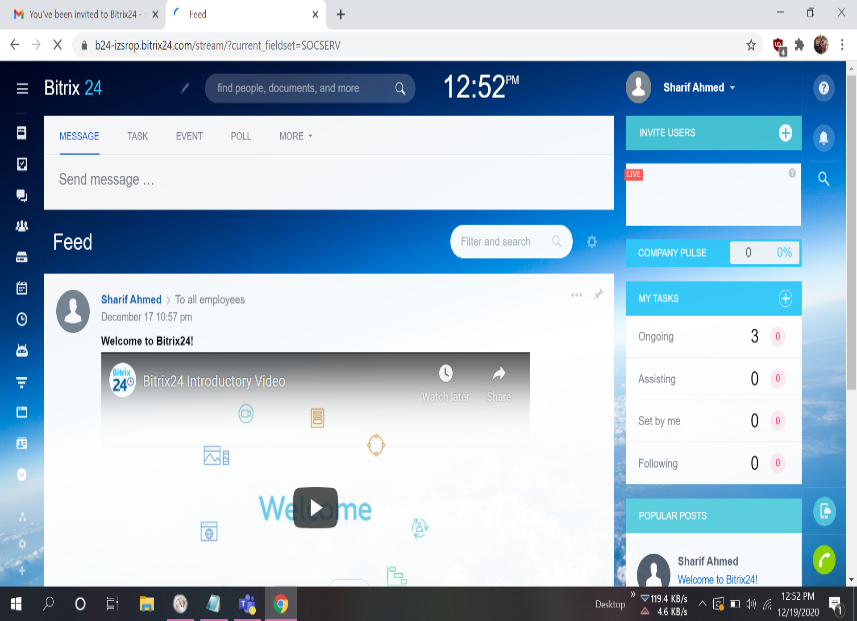 You've been invited to Bitrix24 -
Feed
b24-izsrop.bitrix24.com/stream/?current_fieldset=SOCSERV
4
Bitrix 24
find people, documents, and more
12:52PM
Sharif Ahmed
MESSAGE TASK EVENT POLL MORE
Send message ...
INVITE USERS
LIVE
Feed
Filter and search
COMPANY PULSE 0 0%
MY TASKS
Ongoing 3 0
Assisting 0 0
Set by me 0 0
Following 0 0
Sharif Ahmed > To all employees
December 17 10:57 pm
Welcome to Bitrix24!
Bitrix 24
Bitrix24 Introductory Video
Watch later Share
Welcome
POPULAR POSTS
Sharif Ahmed
Welcome to Bitrix24!
Desktop
119.4 KB/s
4.6 KB/s
12:52 PM
12/19/2020
1